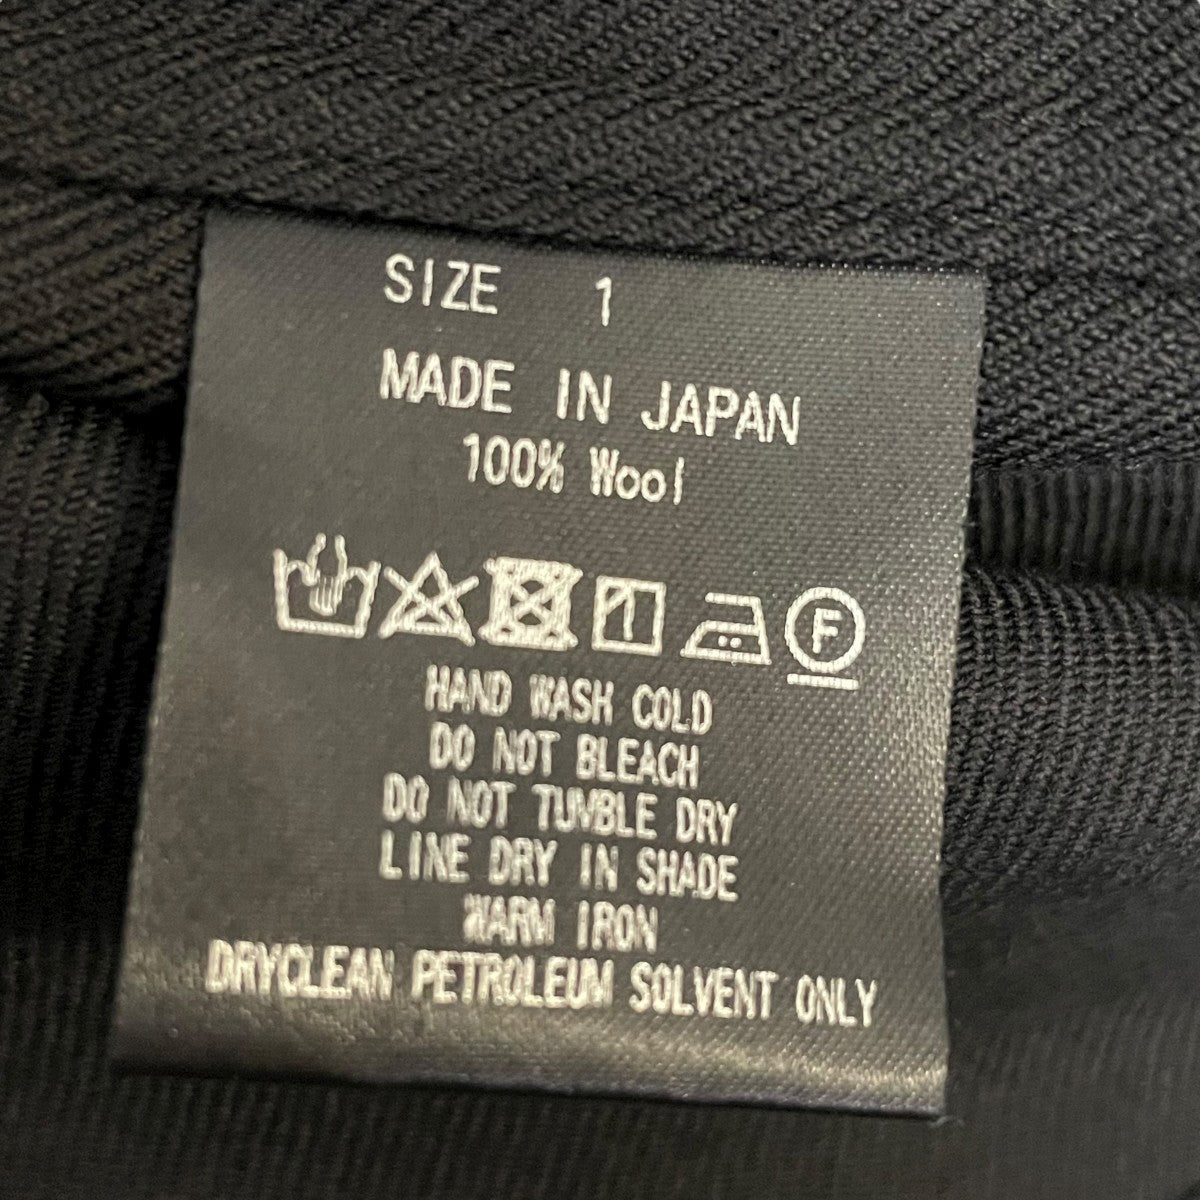 SIZE 1
MADE IN JAPAN
100% Wool
F
HAND WASH COLD
DO NOT BLEACH
DO NOT TUMBLE DRY
LINE DRY IN SHADE
WARM IRON
DRYCLEAN PETROLEUM SOLVENT ONLY